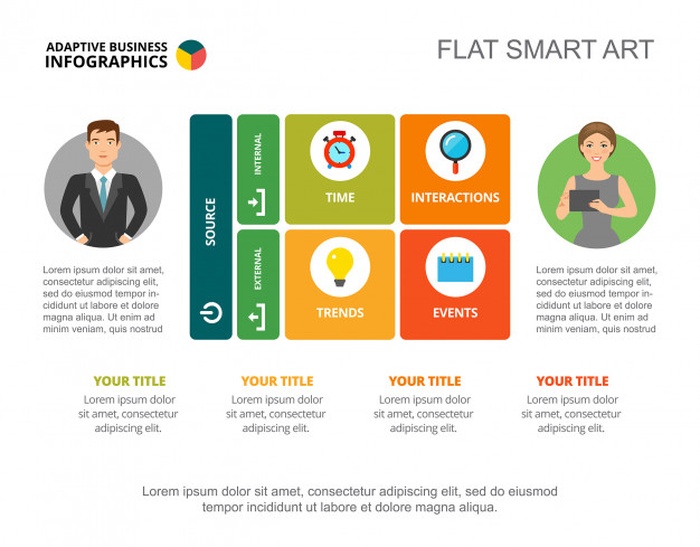 ADAPTIVE BUSINESS
INFOGRAPHICS
FLAT SMART ART
SOURCE
INTERNAL
EXTERNAL
TIME
INTERACTIONS
TRENDS
EVENTS
Lorem ipsum dolor sit amet,
consectetur adipiscing elit,
sed do eiusmod tempor in-
cididunt ut labore et dolore
magna aliqua. Ut enim ad
minim veniam, quis nostrud
Lorem ipsum dolor sit amet,
consectetur adipiscing elit,
sed do eiusmod tempor in-
cididunt ut labore et dolore
magna aliqua. Ut enim ad
minim veniam, quis nostrud
YOUR TITLE
Lorem ipsum dolor
sit amet, consectetur
adipiscing elit.
YOUR TITLE
Lorem ipsum dolor
sit amet, consectetur
adipiscing elit.
YOUR TITLE
Lorem ipsum dolor
sit amet, consectetur
adipiscing elit.
YOUR TITLE
Lorem ipsum dolor
sit amet, consectetur
adipiscing elit.
Lorem ipsum dolor sit amet, consectetur adipiscing elit, sed do eiusmod
tempor incididunt ut labore et dolore magna aliqua.